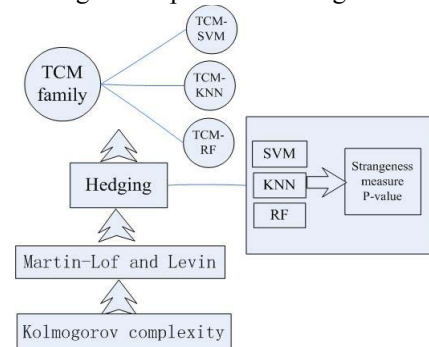 TCM-
SVM
TCM
family
TCM-
KNN
TCM-
RF
Hedging
SVM
KNN
RF
Strangeness
measure
P-value
Martin-Lof and Levin
Kolmogorov complexity